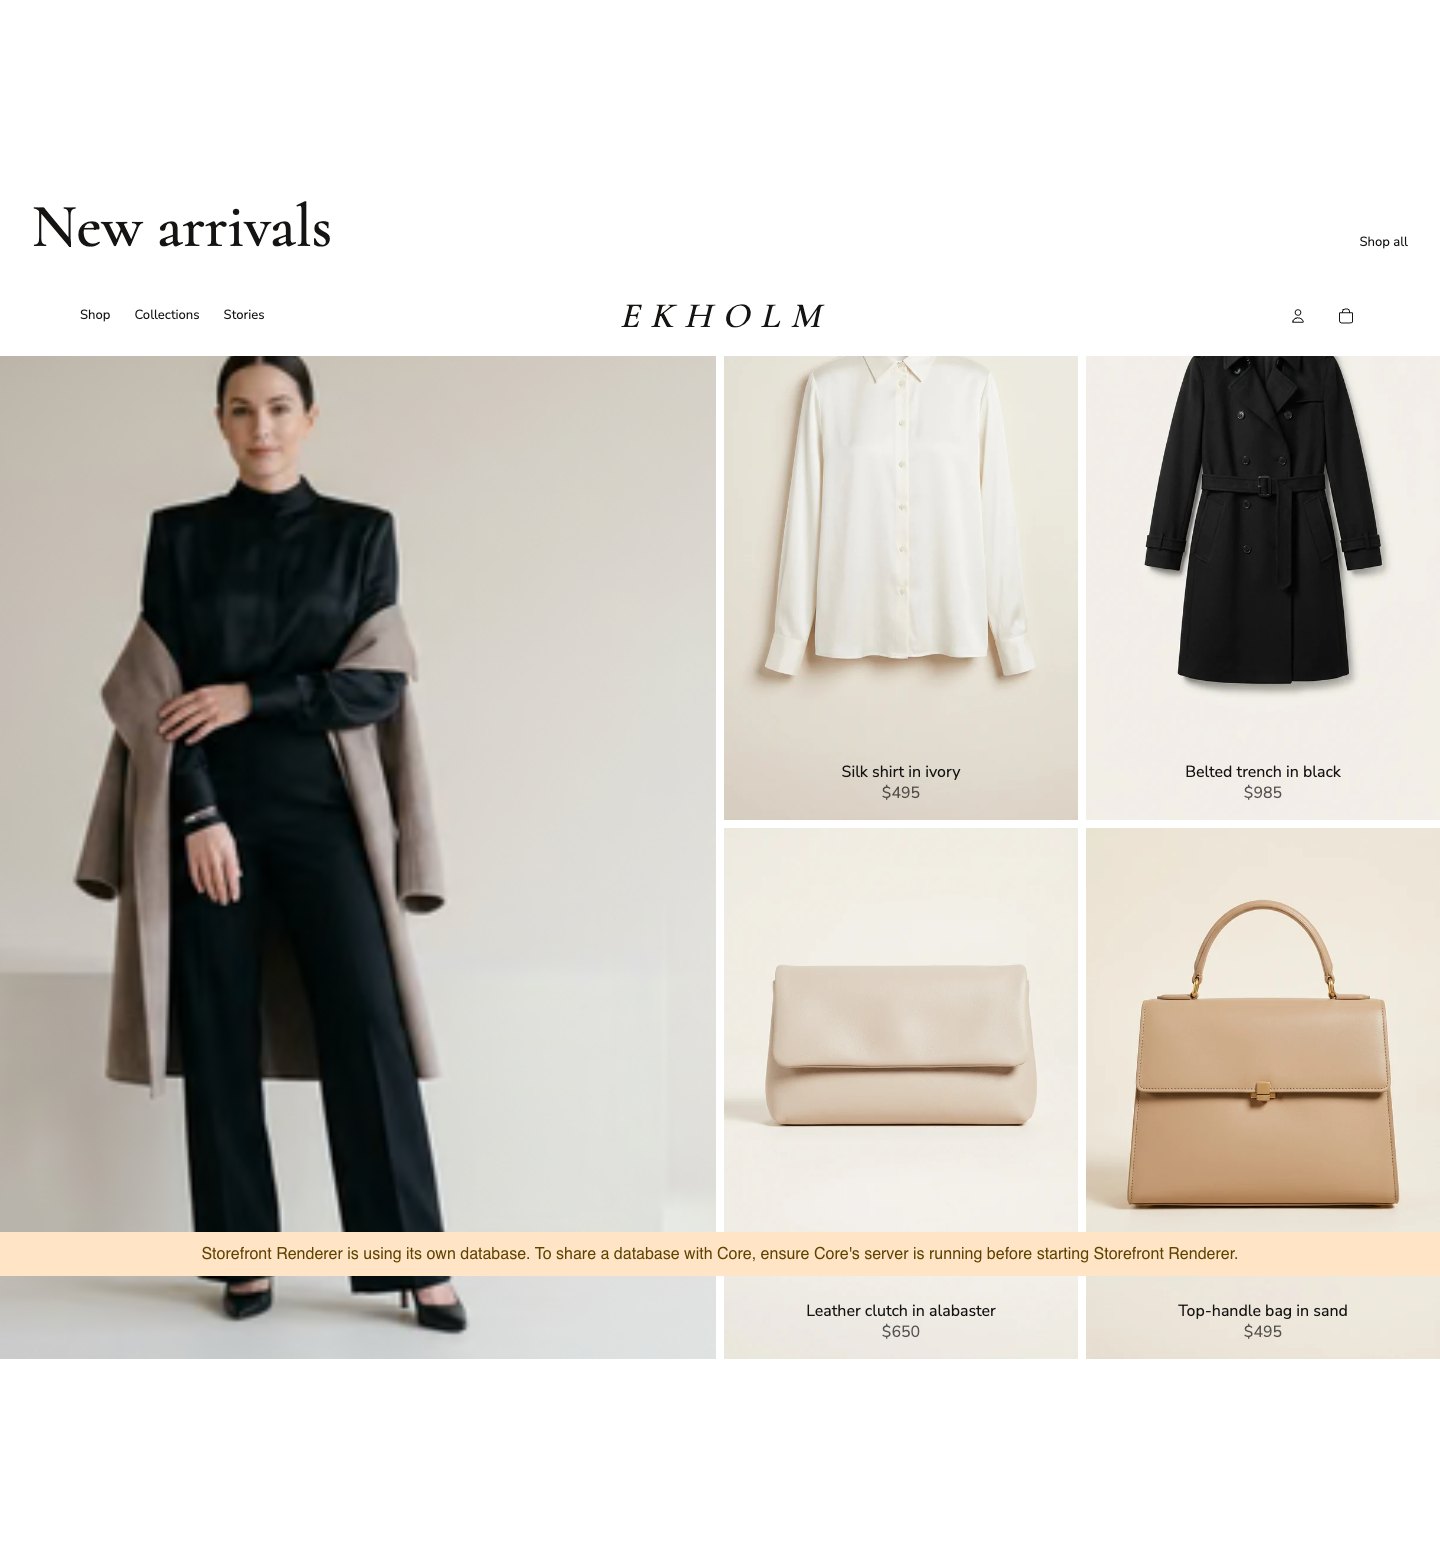 New arrivals
Shop all
Shop
Collections
Stories
EKHOLM
Silk shirt in ivory
$495
Belted trench in black
$985
Storefront Renderer is using its own database. To share a database with Core, ensure Core's server is running before starting Storefront Renderer.
Leather clutch in alabaster
$650
Top-handle bag in sand
$495